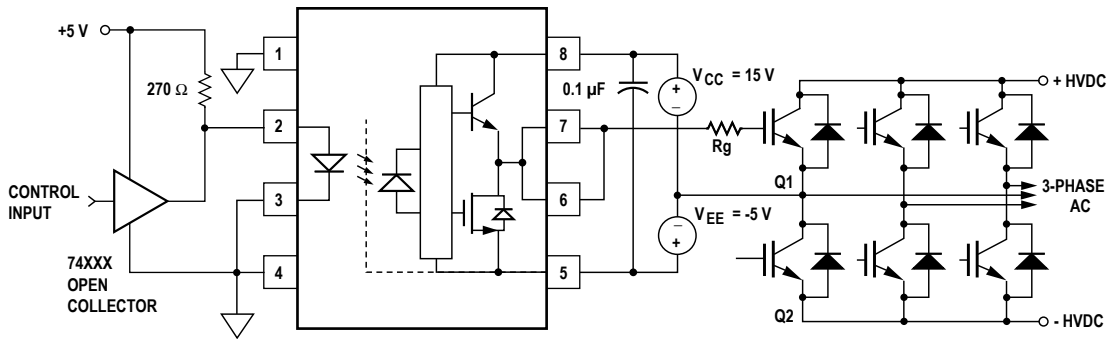 +5 V
270 Ω
CONTROL
INPUT
74XXX
OPEN
COLLECTOR
1
2
3
4
8
7
6
5
0.1 µF
VCC = 15 V
+
–
Rg
VEE = -5 V
–
+
Q1
Q2
+ HVDC
3-PHASE
AC
- HVDC